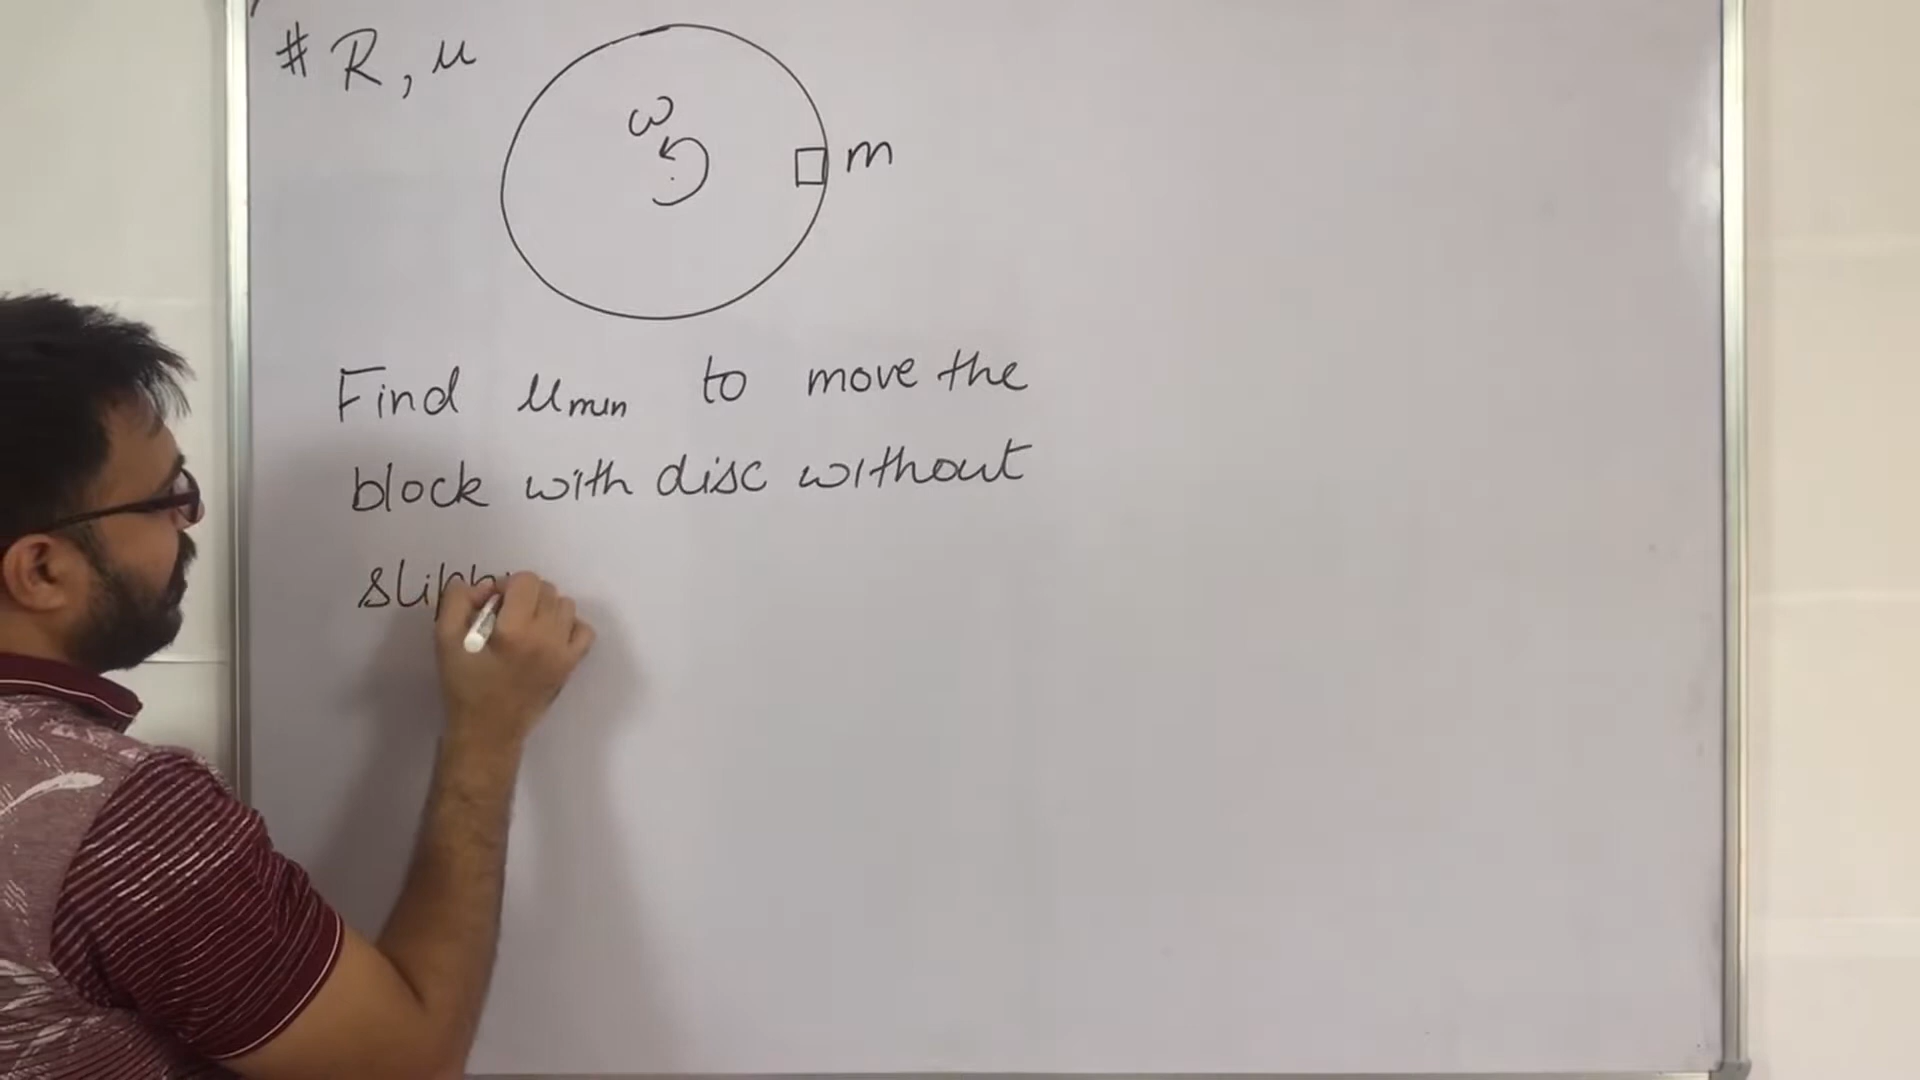 # R, μ
ω
m
Find μmin to move the
block with disc without